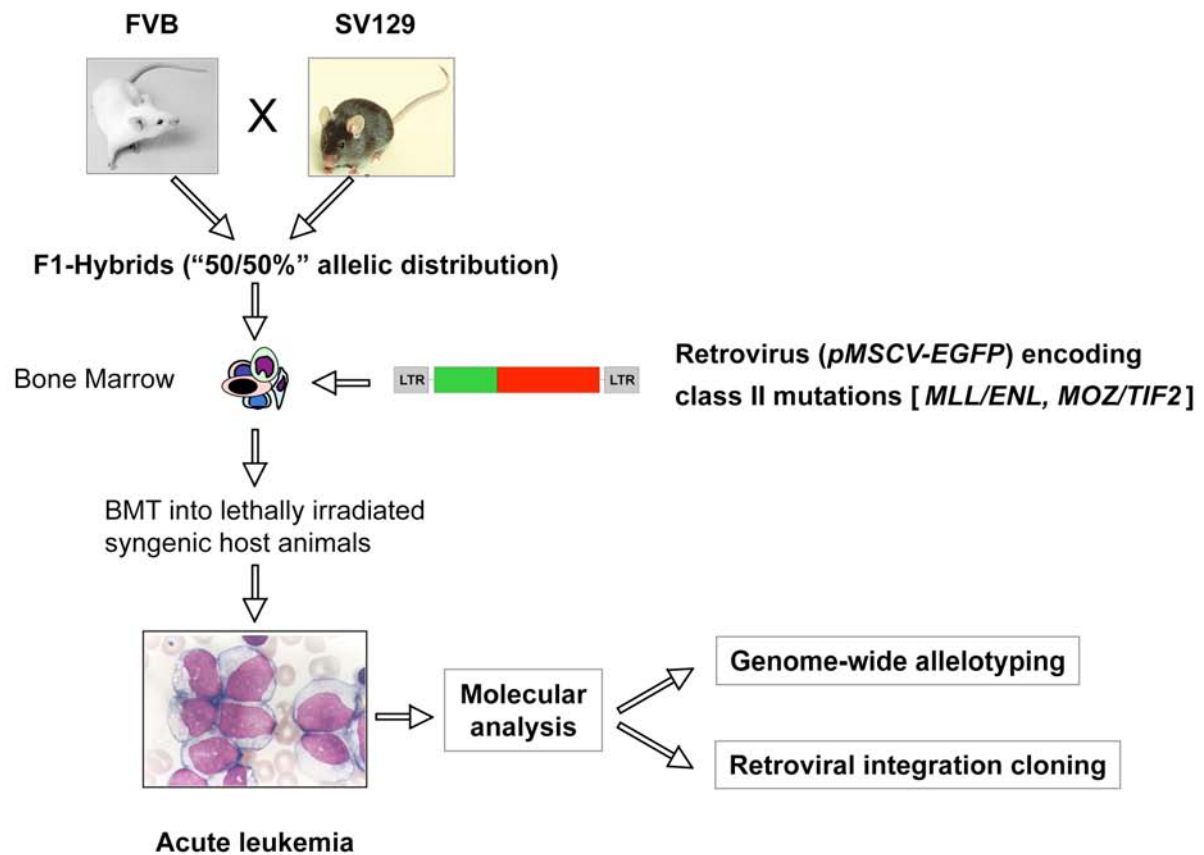 FVB
SV129
X
F1-Hybrids (“50/50%” allelic distribution)
Bone Marrow
LTR
LTR
Retrovirus (pMSCV-EGFP) encoding
class II mutations [ MLL/ENL, MOZ/TIF2 ]
BMT into lethally irradiated
syngenic host animals
Molecular
analysis
Genome-wide allelotyping
Retroviral integration cloning
Acute leukemia